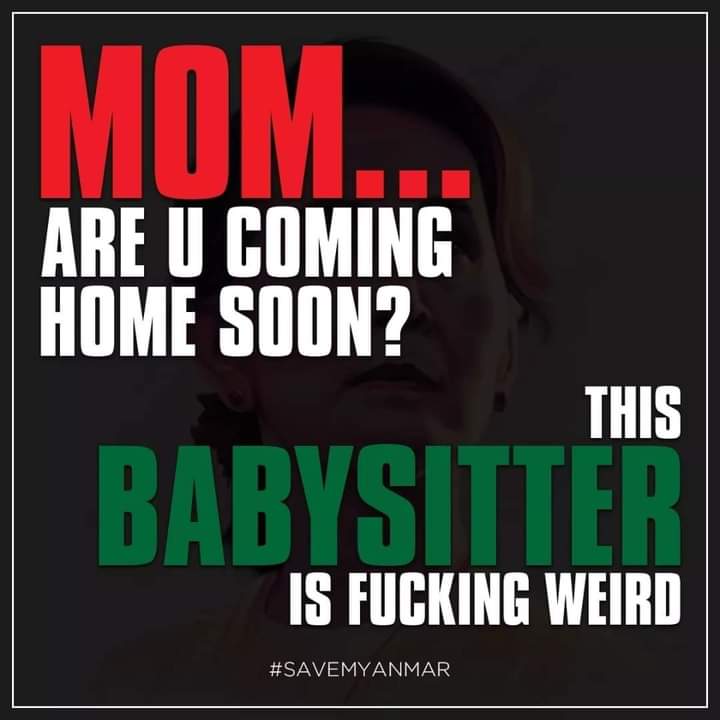 MOM...
ARE U COMING
HOME SOON?
THIS
BABYSITTER
IS FUCKING WEIRD
#SAVEMYANMAR